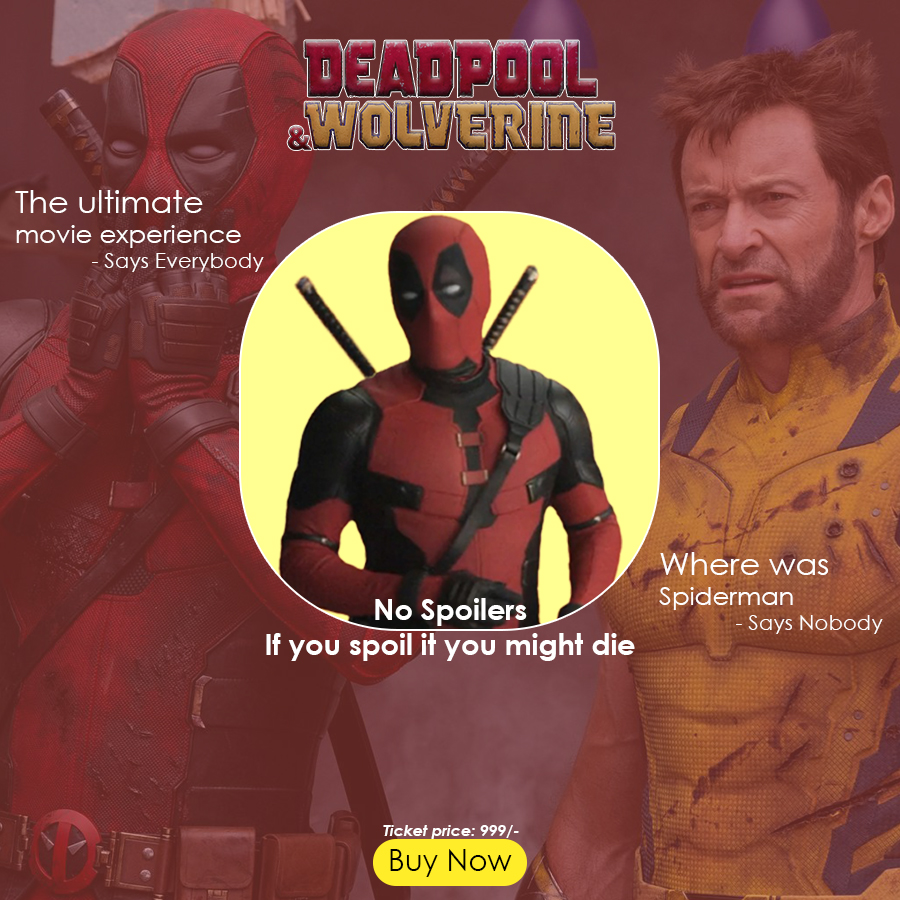 DEADPOOL
&WOLVERINE
The ultimate
movie experience
- Says Everybody
Where was
Spiderman
- Says Nobody
No Spoilers
If you spoil it you might die
Ticket price: 999/-
Buy Now